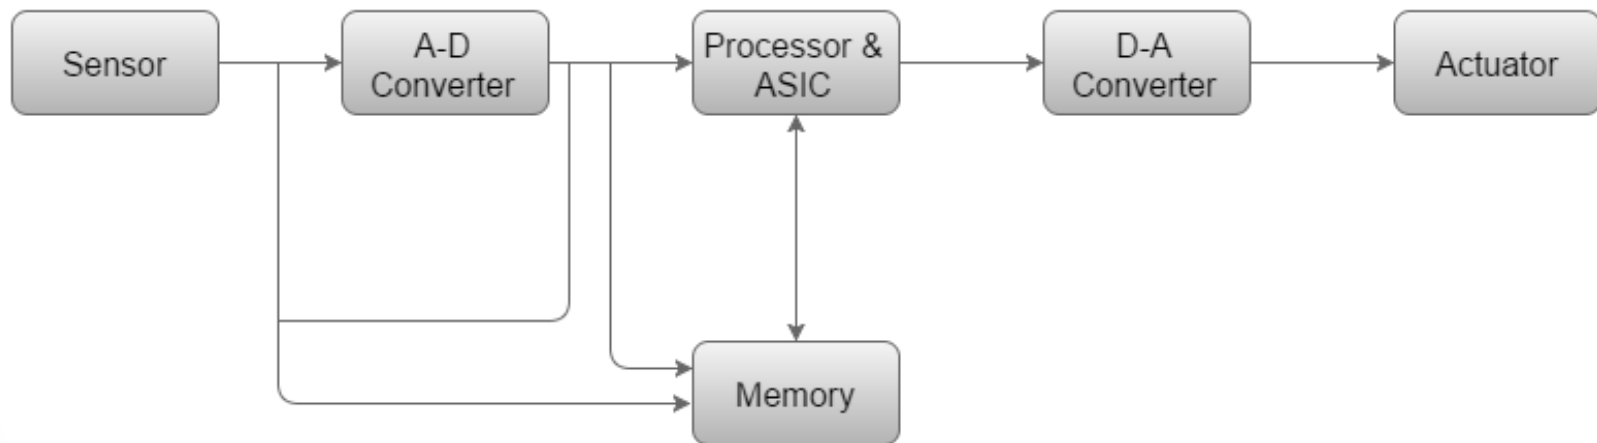 Sensor
A-D
Converter
Processor &
ASIC
D-A
Converter
Actuator
Memory